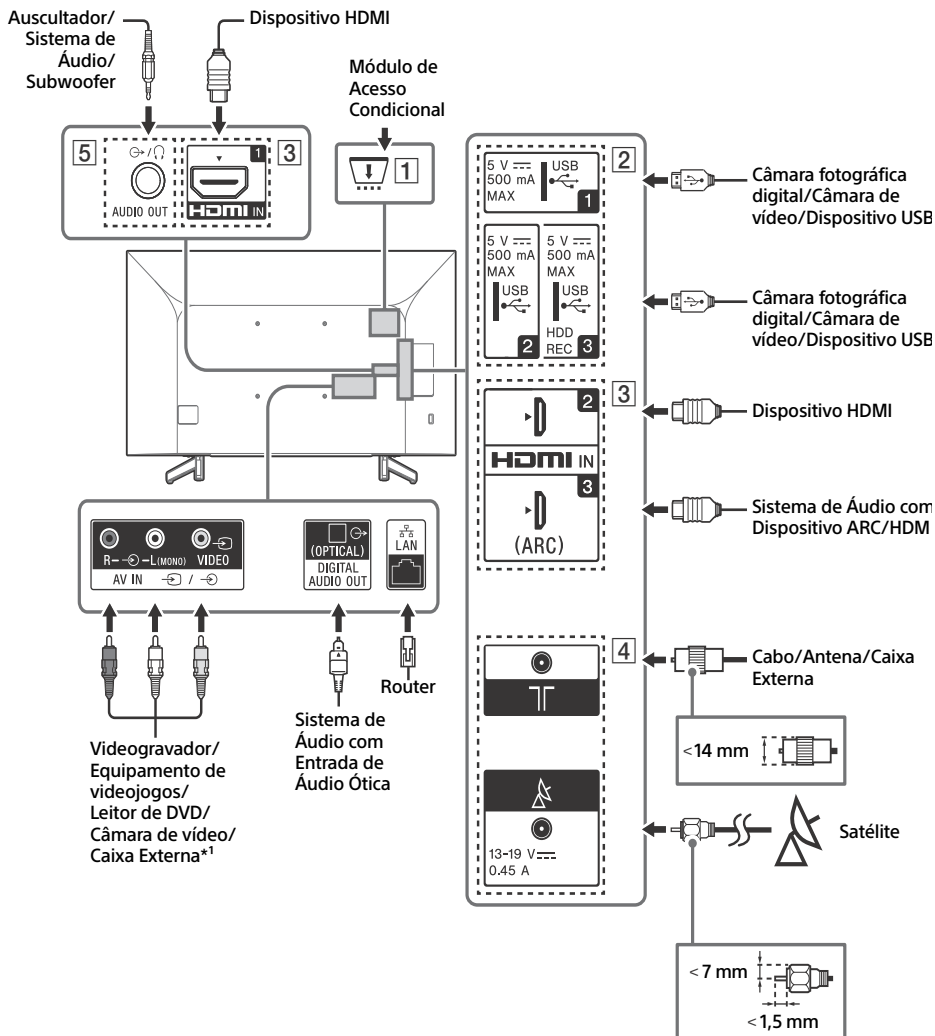 Auscultador/
Sistema de
Áudio/
Subwoofer
Dispositivo HDMI
Módulo de
Acesso
Condicional
5
AUDIO OUT
1
3
HDMI IN
1
2
5 V
500 mA
MAX
USB
1
5 V
500 mA
MAX
USB
2
5 V
500 mA
MAX
USB
HDD
REC 3
Câmara fotográfica
digital/Câmara de
vídeo/Dispositivo USB
Câmara fotográfica
digital/Câmara de
vídeo/Dispositivo USB
3
2
HDMI IN
3
(ARC)
Dispositivo HDMI
Sistema de Áudio com
Dispositivo ARC/HDM
R L(MONO) VIDEO
AV IN /
(OPTICAL)
DIGITAL
AUDIO OUT
LAN
Router
Sistema de
Áudio com
Entrada de
Áudio Ótica
Videogravador/
Equipamento de
videojogos/
Leitor de DVD/
Câmara de vídeo/
Caixa Externa*1
4
Cabo/Antena/Caixa
Externa
<14 mm
13-19 V
0.45 A
Satélite
<7 mm
<1,5 mm